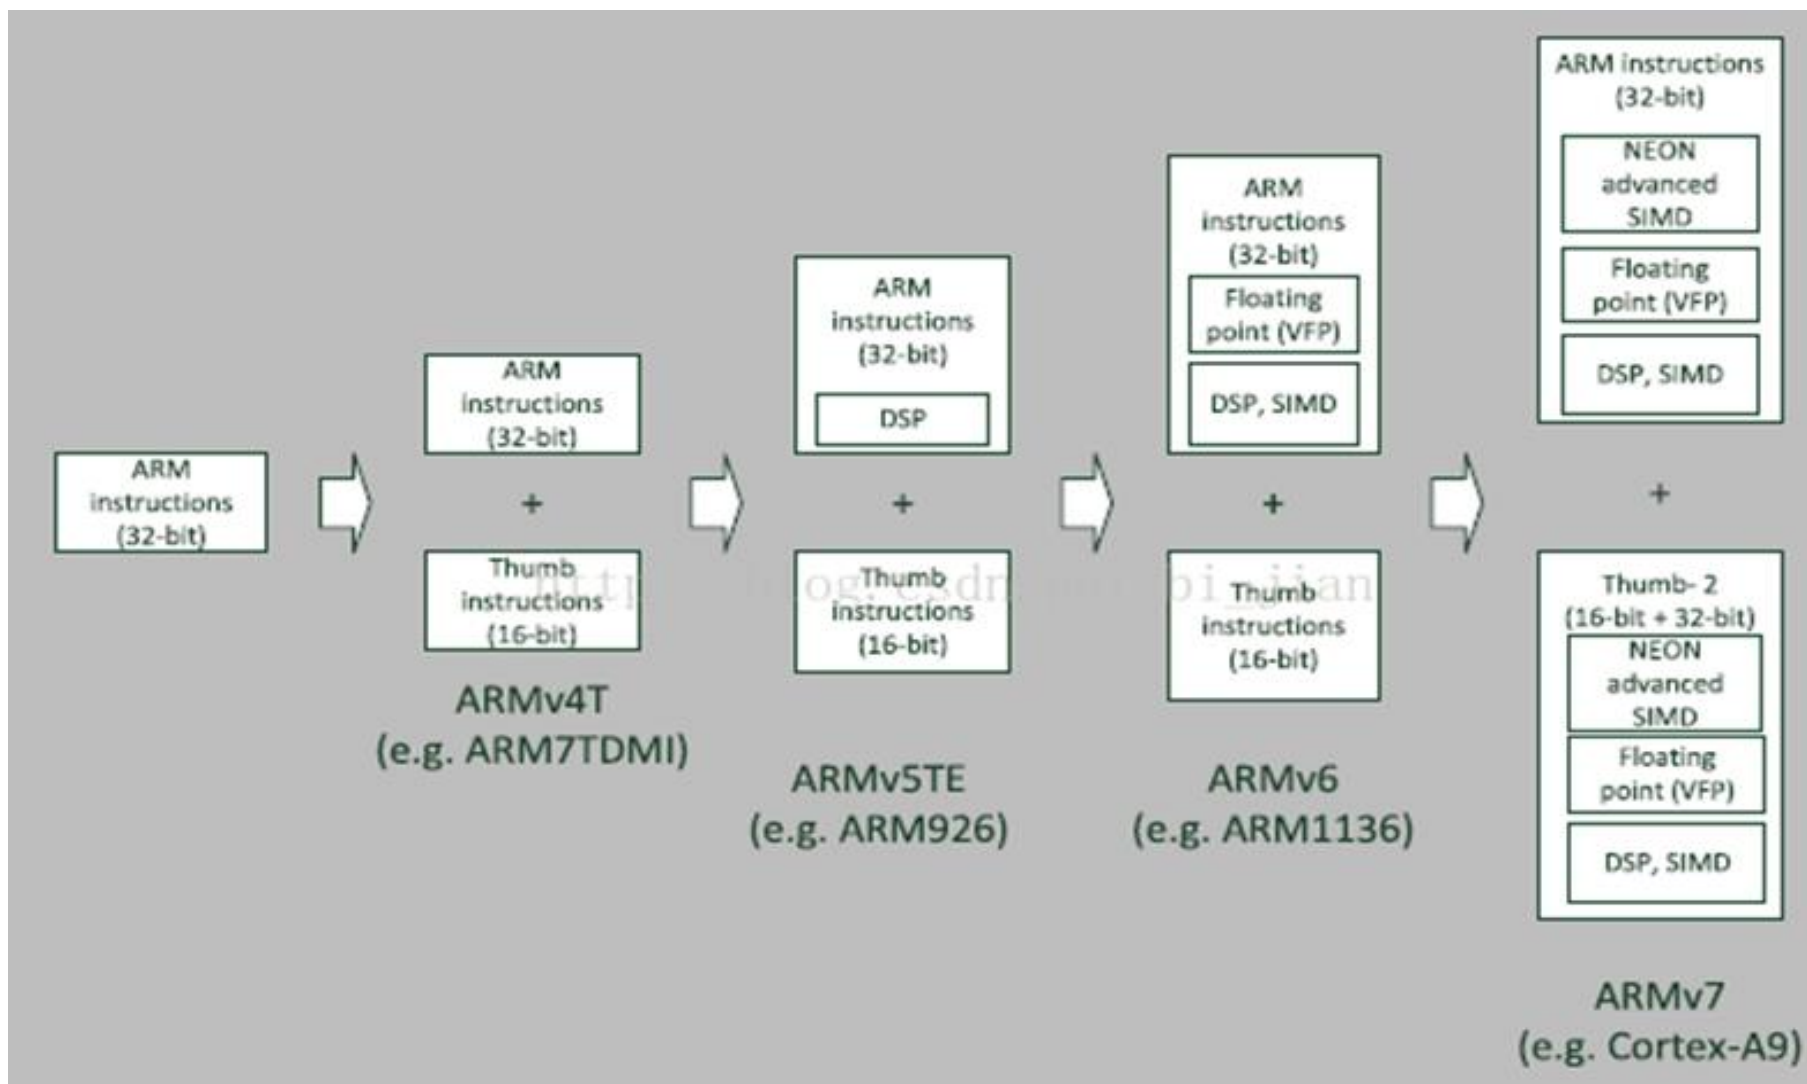 ARM
instructions
(32-bit)
ARM
instructions
(32-bit)
+
Thumb
instructions
(16-bit)
ARMv4T
(e.g. ARM7TDMI)
ARM
instructions
(32-bit)
DSP
+
Thumb
instructions
(16-bit)
ARMv5TE
(e.g. ARM926)
ARM
instructions
(32-bit)
Floating
point (VFP)
DSP, SIMD
+
Thumb
instructions
(16-bit)
ARMv6
(e.g. ARM1136)
ARM instructions
(32-bit)
NEON
advanced
SIMD
Floating
point (VFP)
DSP, SIMD
+
Thumb- 2
(16-bit + 32-bit)
NEON
advanced
SIMD
Floating
point (VFP)
DSP, SIMD
ARMv7
(e.g. Cortex-A9)